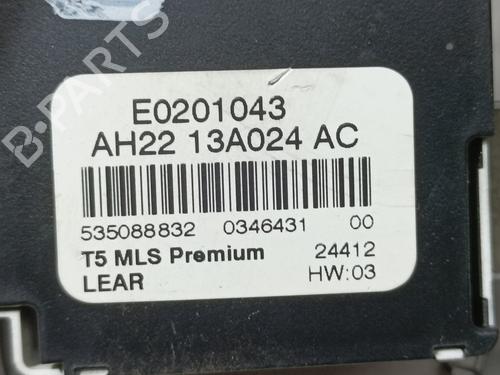 E0201043
AH22 13A024 AC
535088832 0346431 00
T5 MLS Premium 24412
LEAR HW:03
B-PARTS